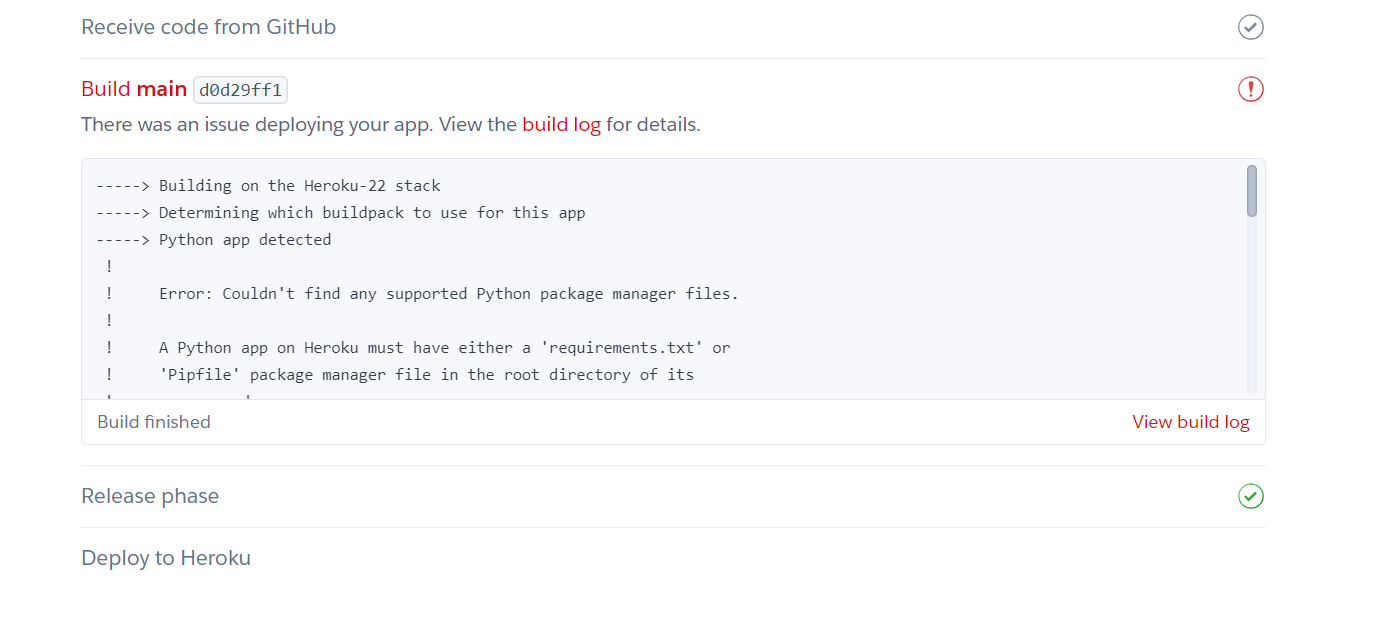 Receive code from GitHub
Build main d0d29ff1
There was an issue deploying your app. View the build log for details.
-----> Building on the Heroku-22 stack
-----> Determining which buildpack to use for this app
-----> Python app detected
!
! Error: Couldn't find any supported Python package manager files.
!
! A Python app on Heroku must have either a 'requirements.txt' or
! 'Pipfile' package manager file in the root directory of its
Build finished
View build log
Release phase
Deploy to Heroku